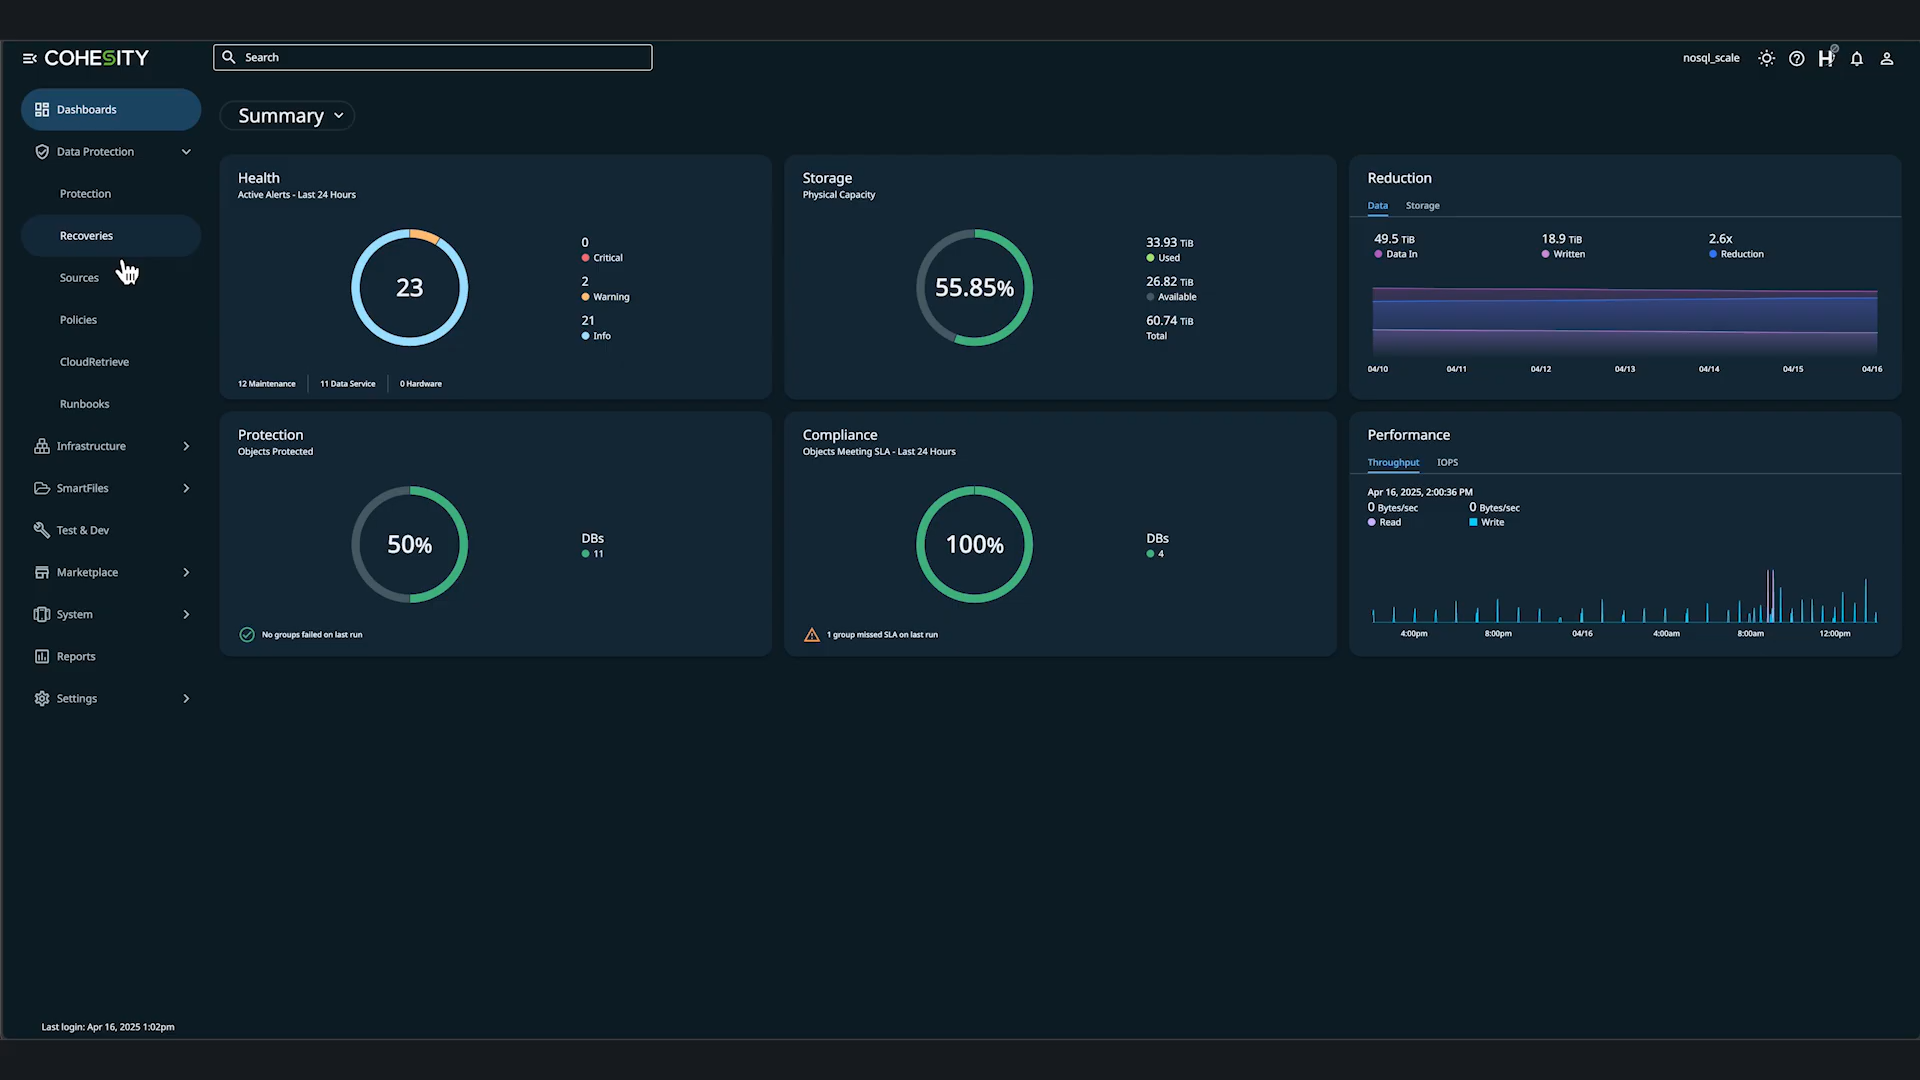 COHESITY
Search
nosql_scale
Dashboards
Data Protection
Protection
Recoveries
Sources
Policies
CloudRetrieve
Runbooks
Infrastructure
SmartFiles
Test & Dev
Marketplace
System
Reports
Settings
Last login: Apr 16, 2025 1:02pm
Summary
Health
Active Alerts - Last 24 Hours
23
0
Critical
2
Warning
21
Info
12 Maintenance
11 Data Service
0 Hardware
Storage
Physical Capacity
55.85%
33.93 TiB
Used
26.82 TiB
Available
60.74 TiB
Total
Reduction
Data Storage
49.5 TiB 18.9 TiB 2.6x
Data In Written Reduction
04/10 04/11 04/12 04/13 04/14 04/15 04/16
Protection
Objects Protected
50%
DBs
11
No groups failed on last run
Compliance
Objects Meeting SLA - Last 24 Hours
100%
DBs
4
1 group missed SLA on last run
Performance
Throughput IOPS
Apr 16, 2025, 2:00:36 PM
0 Bytes/sec 0 Bytes/sec
Read Write
4:00pm 8:00pm 04/16 4:00am 8:00am 12:00pm